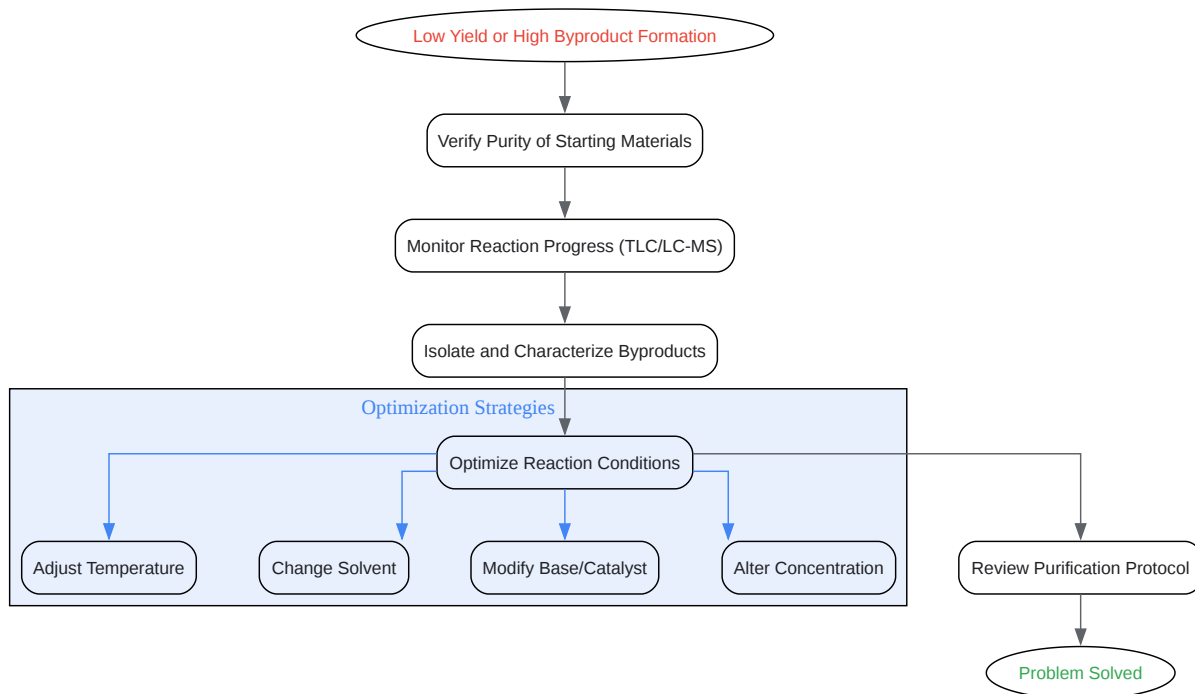 Low Yield or High Byproduct Formation
Verify Purity of Starting Materials
Monitor Reaction Progress (TLC/LC-MS)
Isolate and Characterize Byproducts
Optimization Strategies
Optimize Reaction Conditions
Adjust Temperature
Change Solvent
Modify Base/Catalyst
Alter Concentration
Review Purification Protocol
Problem Solved